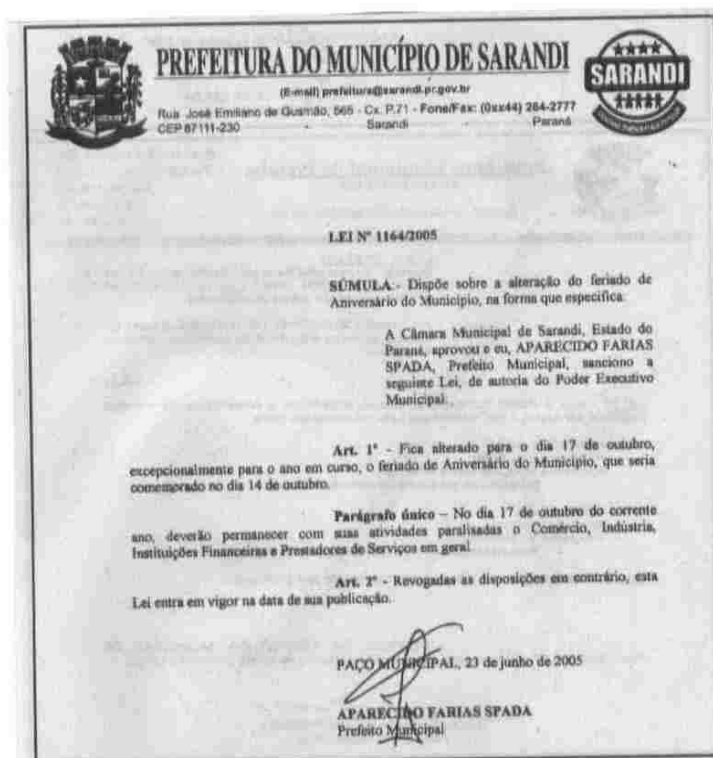 PREFEITURA DO MUNICÍPIO DE SARANDI
(E-mail) prefeitura@sarandi.pr.gov.br
Rua José Emiliano de Gusmão, 565 - Cx. P.71 - Fone/Fax: (0xx44) 264-2777
CEP 87111-230 - Sarandi - Paraná
SARANDI
LEI Nº 1164/2005
SÚMULA:- Dispõe sobre a alteração do feriado de
Aniversário do Município, na forma que especifica.
A Câmara Municipal de Sarandi, Estado do
Paraná, aprovou e eu, APARECIDO FARIAS
SPADA, Prefeito Municipal, sanciono a
seguinte Lei, de autoria do Poder Executivo
Municipal:
Art. 1º - Fica alterado para o dia 17 de outubro,
excepcionalmente para o ano em curso, o feriado de Aniversário do Município, que seria
comemorado no dia 14 de outubro.
Parágrafo único – No dia 17 de outubro do corrente
ano, deverão permanecer com suas atividades paralisadas o Comércio, Indústria,
Instituições Financeiras e Prestadores de Serviços em geral.
Art. 2º - Revogadas as disposições em contrário, esta
Lei entra em vigor na data de sua publicação.
PAÇO MUNICIPAL, 23 de junho de 2005
APARECIDO FARIAS SPADA
Prefeito Municipal